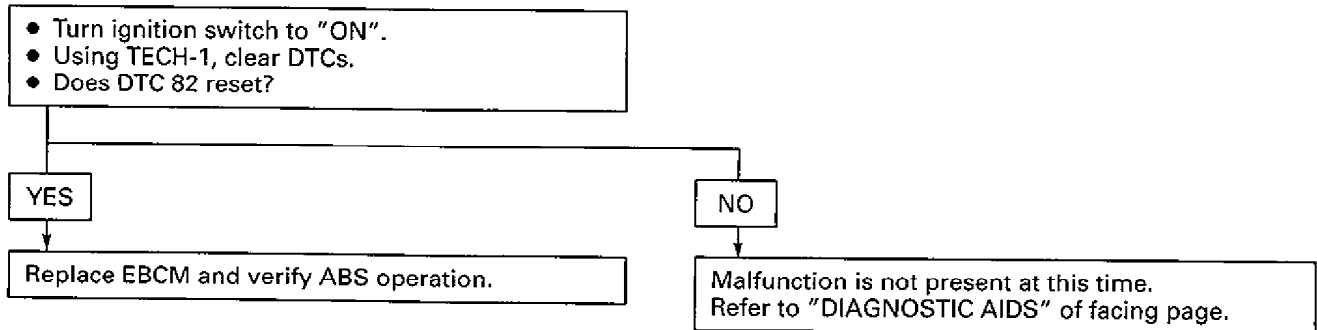 ● Turn ignition switch to "ON".
● Using TECH-1, clear DTCs.
● Does DTC 82 reset?
YES
NO
Replace EBCM and verify ABS operation.
Malfunction is not present at this time.
Refer to "DIAGNOSTIC AIDS" of facing page.